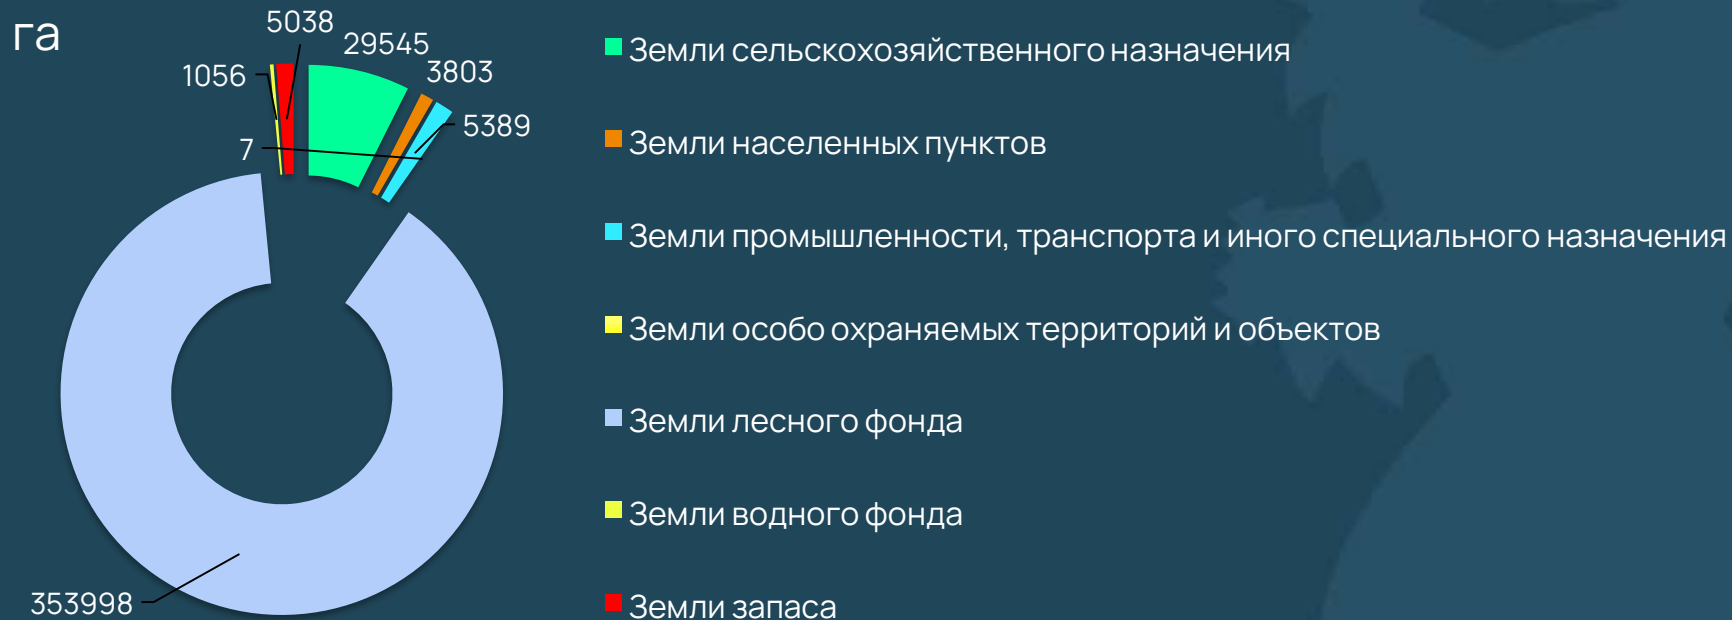 га
5038
29545
3803
1056
5389
7
353998
Земли сельскохозяйственного назначения
Земли населенных пунктов
Земли промышленности, транспорта и иного специального назначения
Земли особо охраняемых территорий и объектов
Земли лесного фонда
Земли водного фонда
Земли запаса